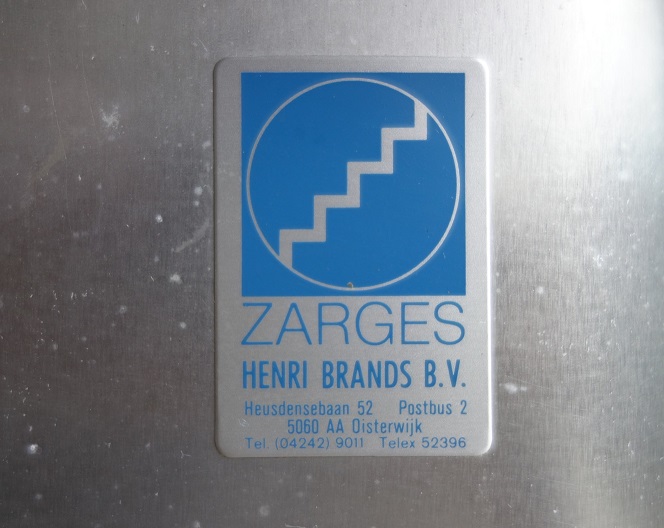 ZARGES
HENRI BRANDS B.V.
Heusdensebaan 52 Postbus 2
5060 AA Oisterwijk
Tel. (04242) 9011 Telex 52396